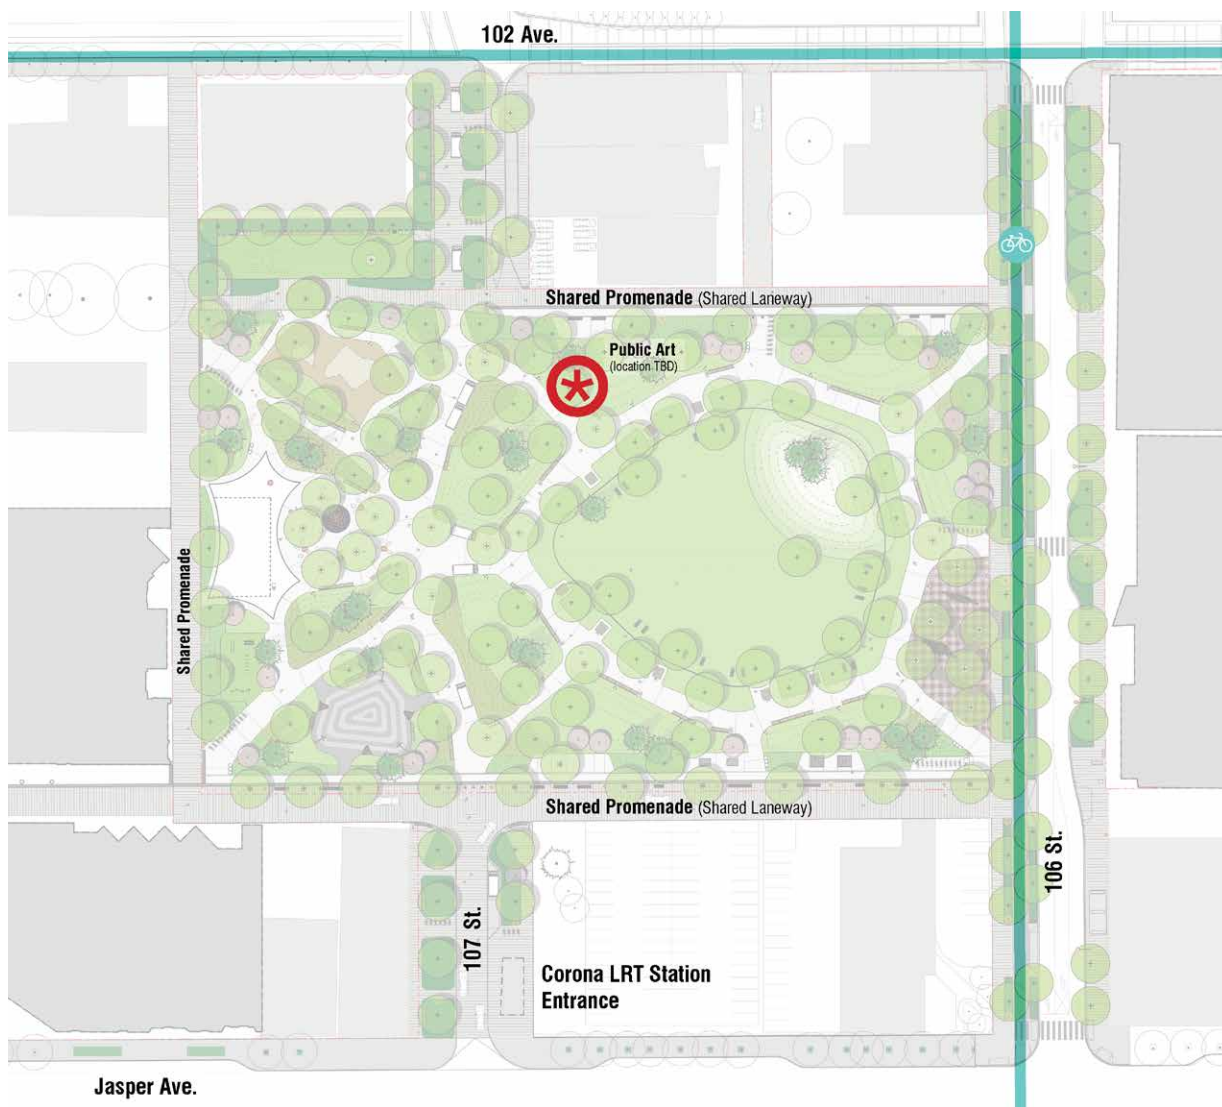 102 Ave.
Shared Promenade (Shared Laneway)
Public Art
(location TBD)
Shared Promenade
Shared Promenade (Shared Laneway)
106 St.
107 St.
Corona LRT Station
Entrance
Jasper Ave.